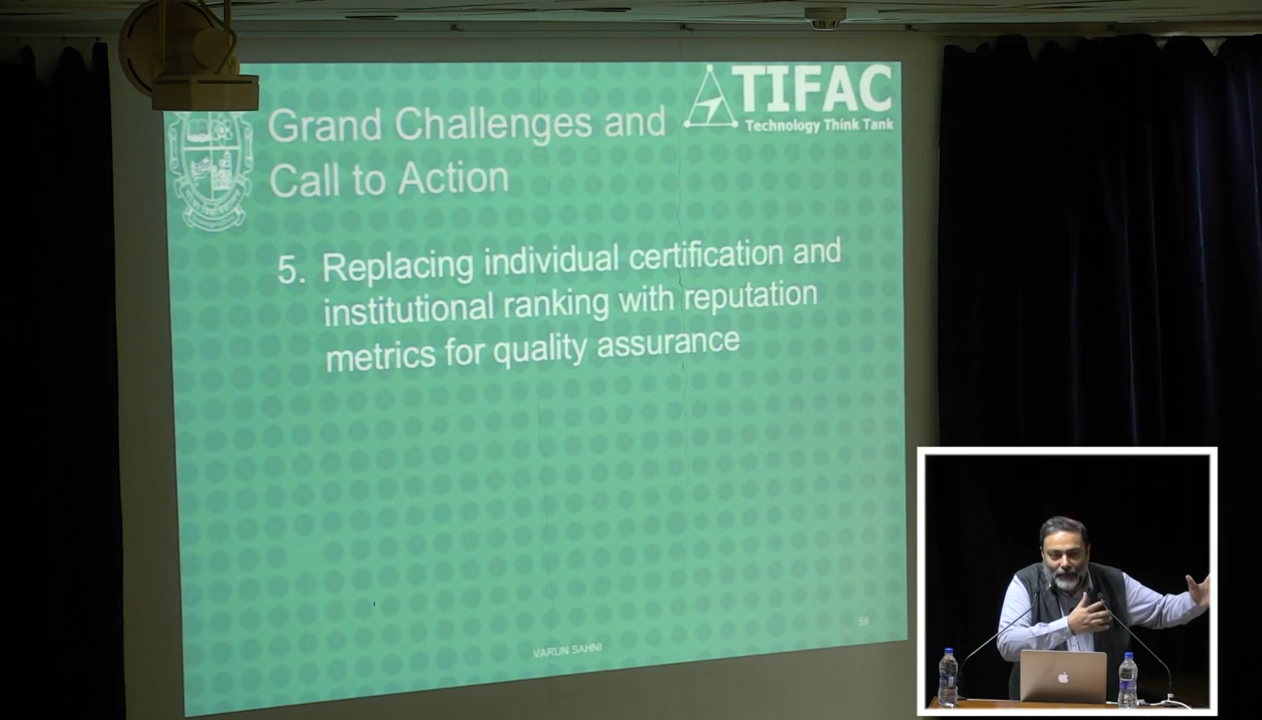 TIFAC
Technology Think Tank
Grand Challenges and
Call to Action
5. Replacing individual certification and
institutional ranking with reputation
metrics for quality assurance
58
VARUN SAHNI